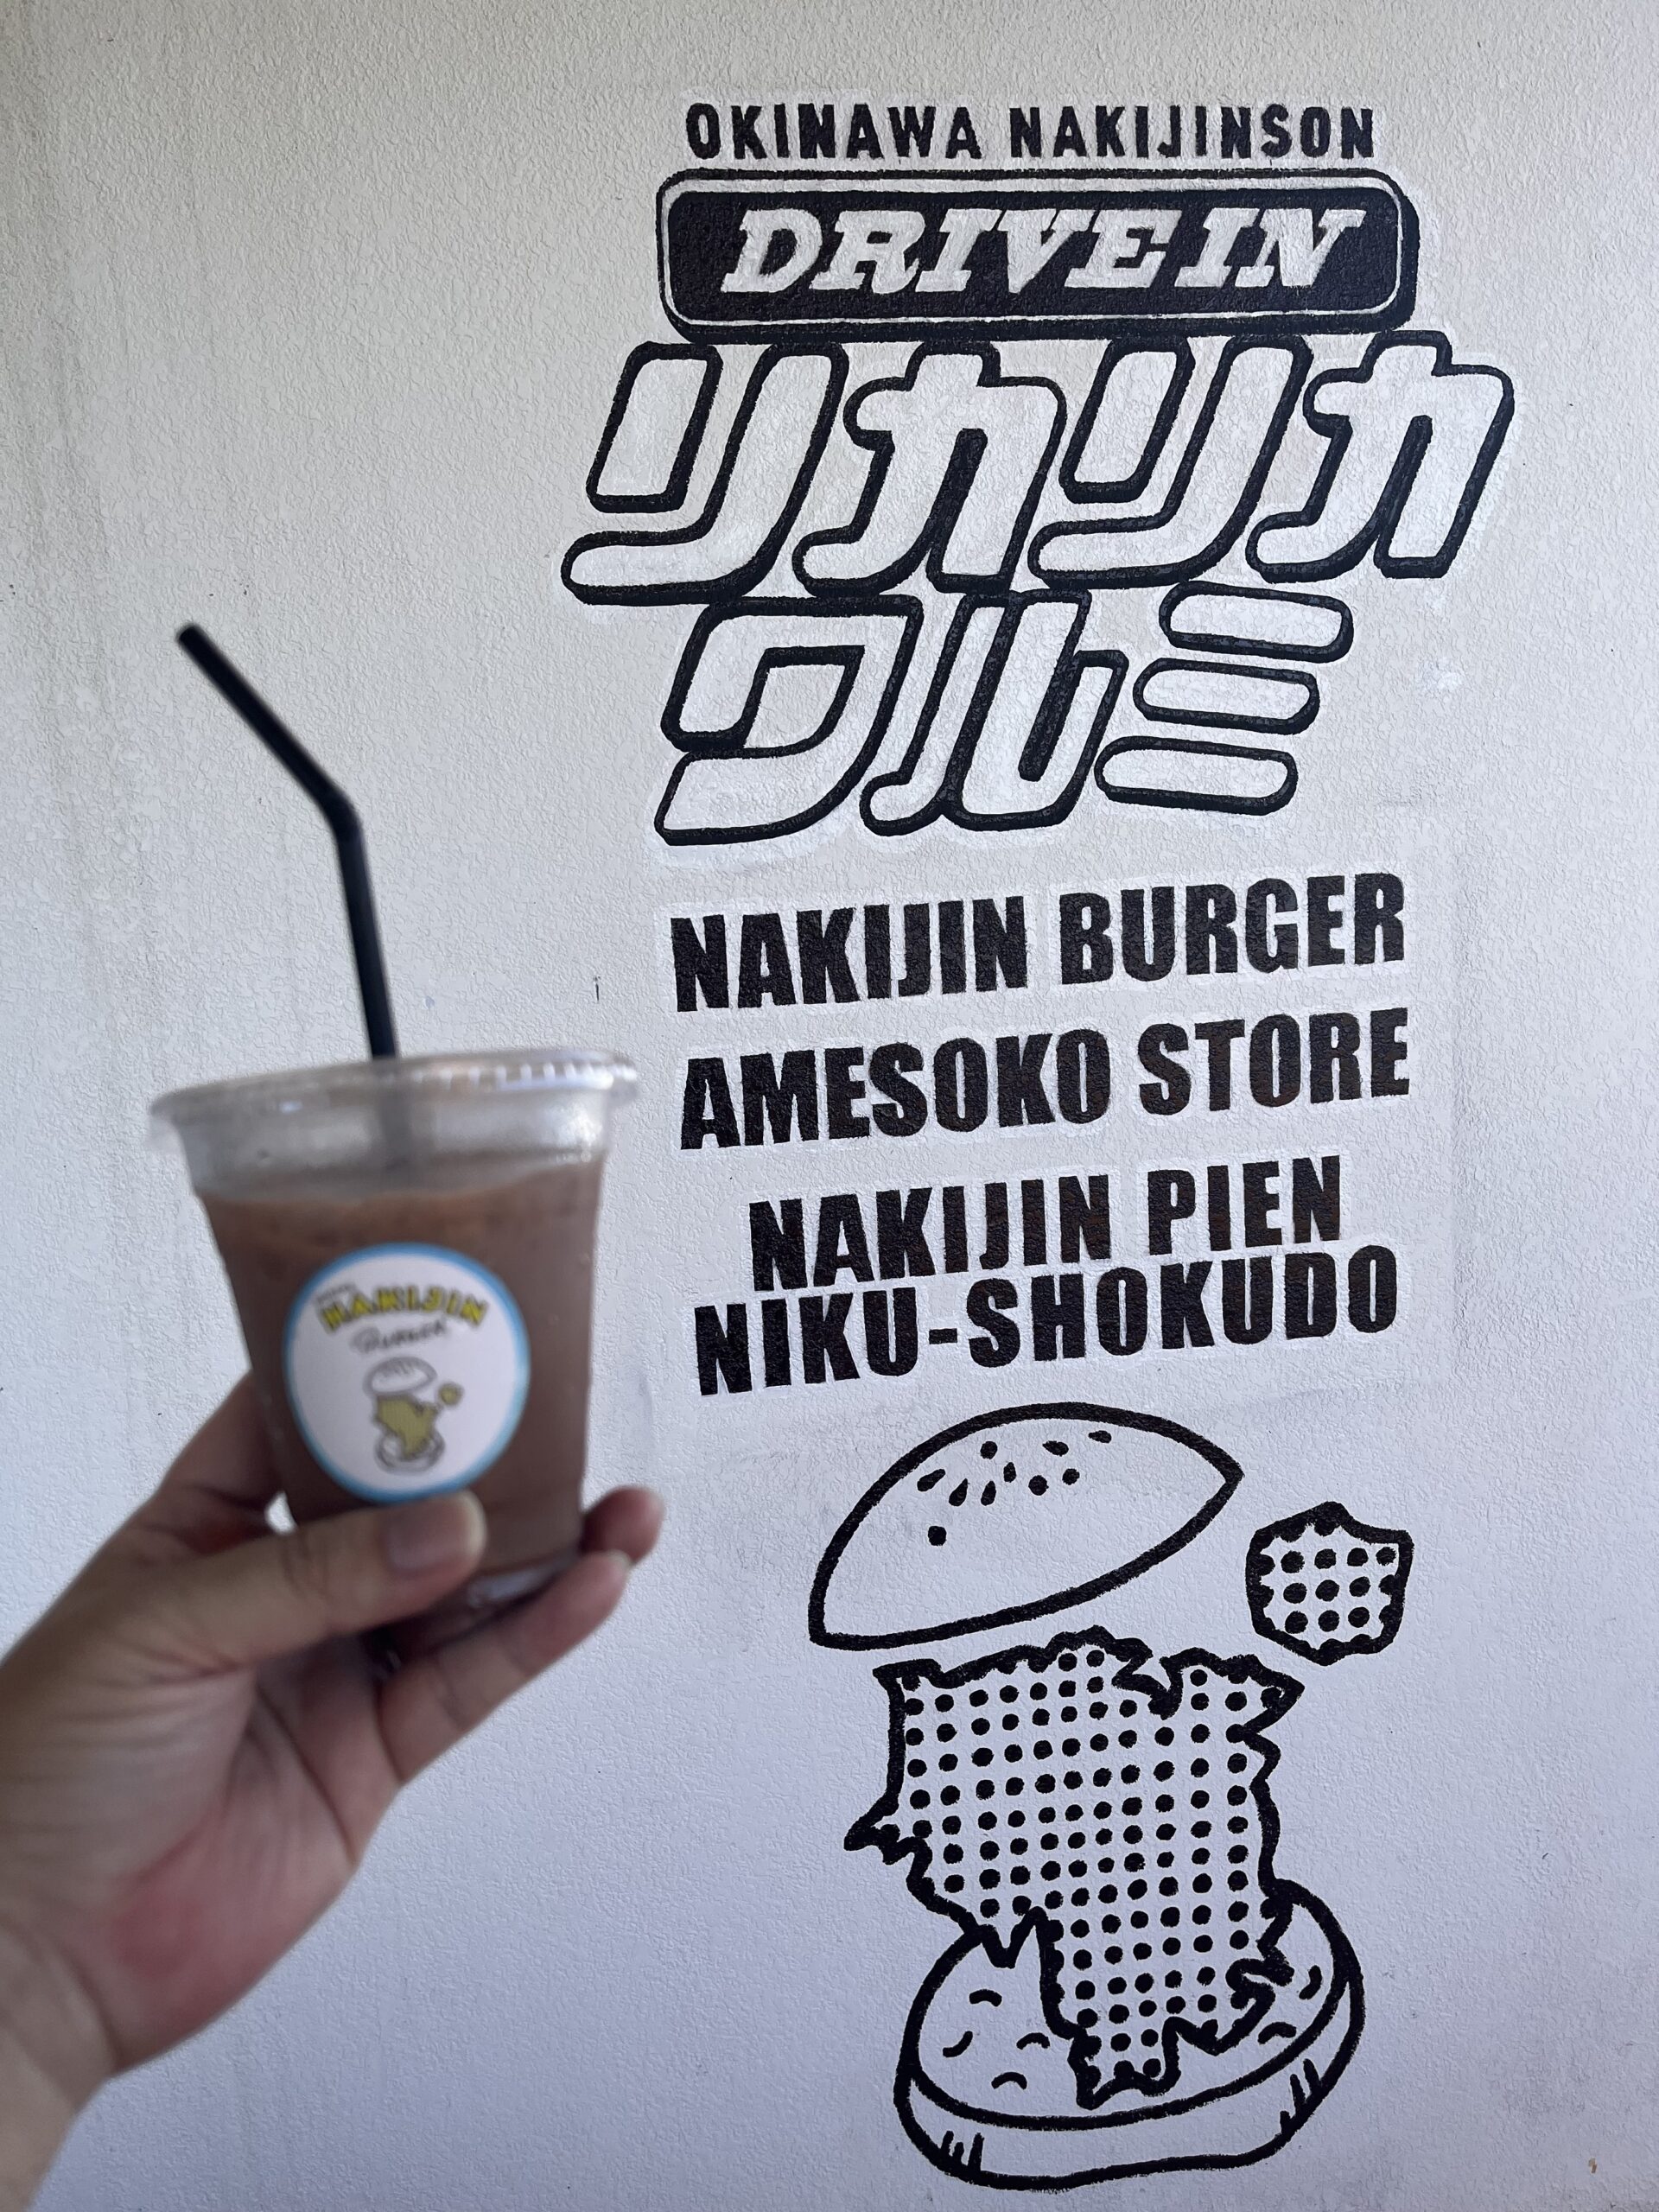 OKINAWA NAKIJINSON
DRIVE IN
リカリカ
ワルミ
NAKIJIN BURGER
AMESOKO STORE
NAKIJIN PIEN
NIKU-SHOKUDO
NAKIJIN
BURGER